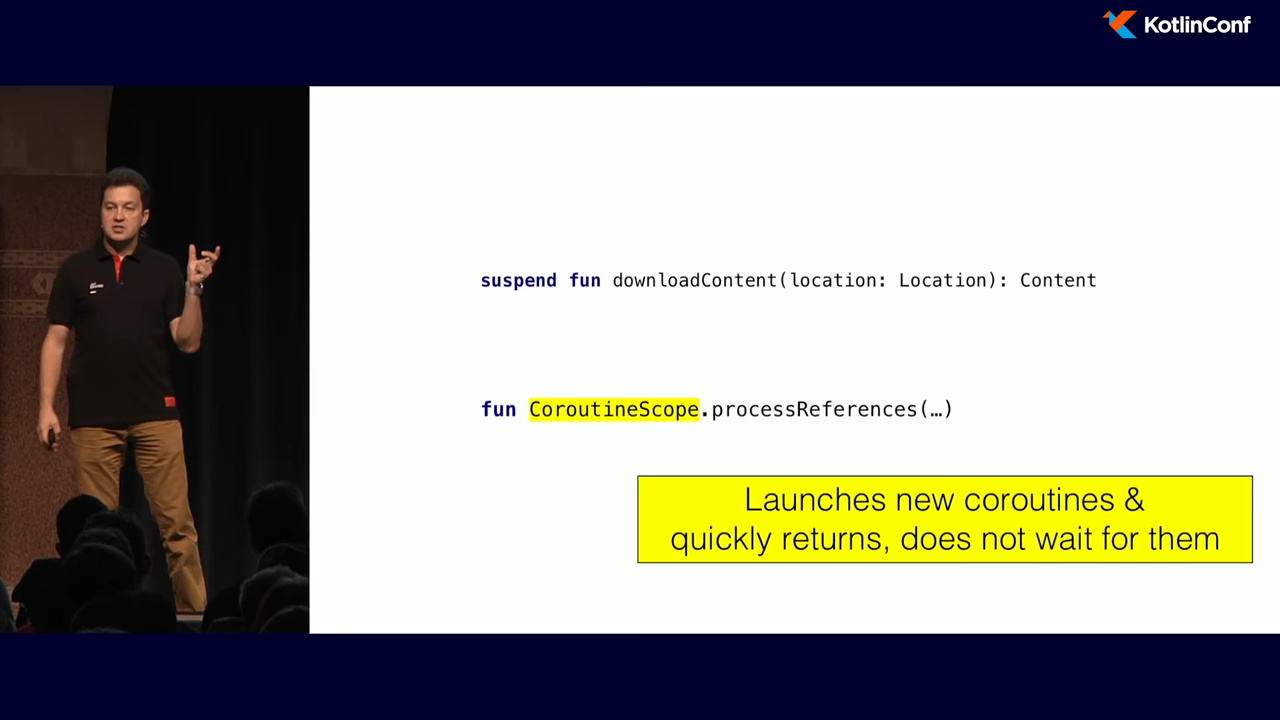 KotlinConf
suspend fun downloadContent(location: Location): Content
fun CoroutineScope.processReferences(…)
Launches new coroutines &
quickly returns, does not wait for them